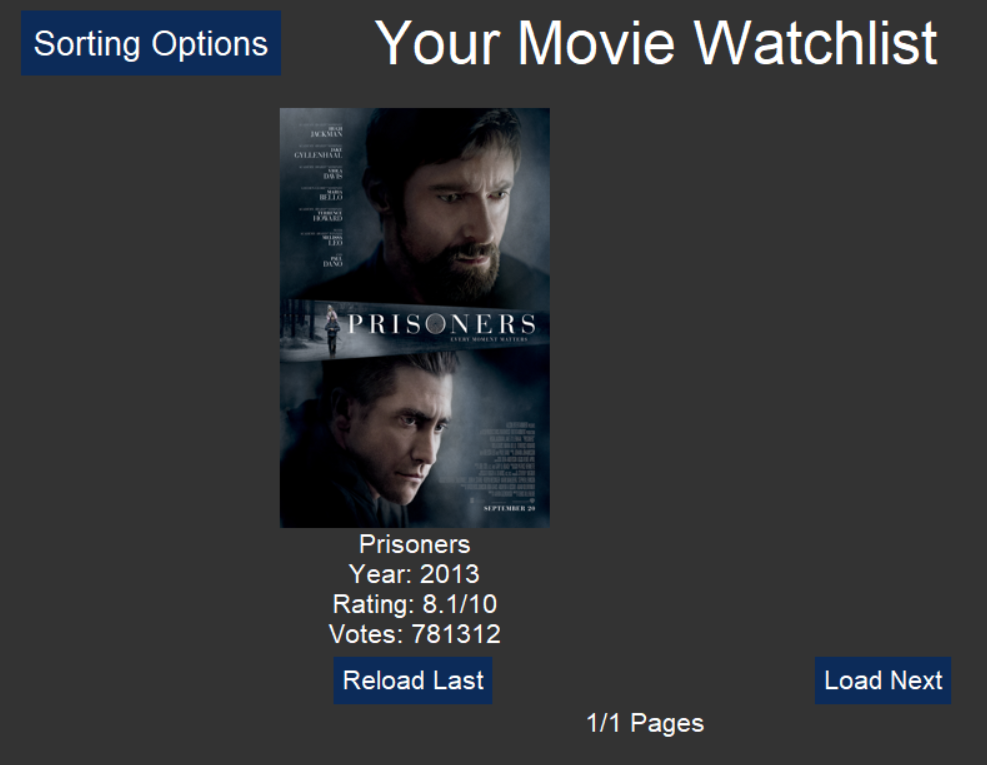 Sorting Options
Your Movie Watchlist
HUGH
JACKMAN
JAKE
GYLLENHAAL
VIOLA
DAVIS
MARIA
BELLO
TERRENCE
HOWARD
MELISSA
LEO
PAUL
DANO
PRISONERS
EVERY MOMENT MATTERS
SEPTEMBER 20
Prisoners
Year: 2013
Rating: 8.1/10
Votes: 781312
Reload Last
Load Next
1/1 Pages